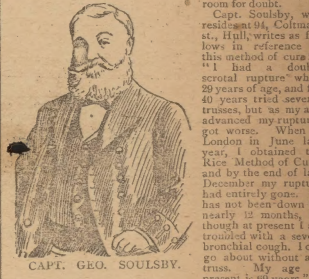 room for doubt.
Capt. Soulsby, w
resides at 94, Coltm
st., Hull, writes as f
lows in reference
this method of cure
"I had a doub
scrotal rupture" wh
29 years of age, and f
40 years tried sever
trusses, but as my a
advanced my ruptur
got worse. When
London in June la
year, I obtained t
Rice Method of Cu
and by the end of l
December my ruptu
had entirely gone.
has not been down
nearly 12 months,
though at present I
troubled with a seve
bronchial cough. I c
go about without a
truss. My age
CAPT. GEO. SOULSBY.